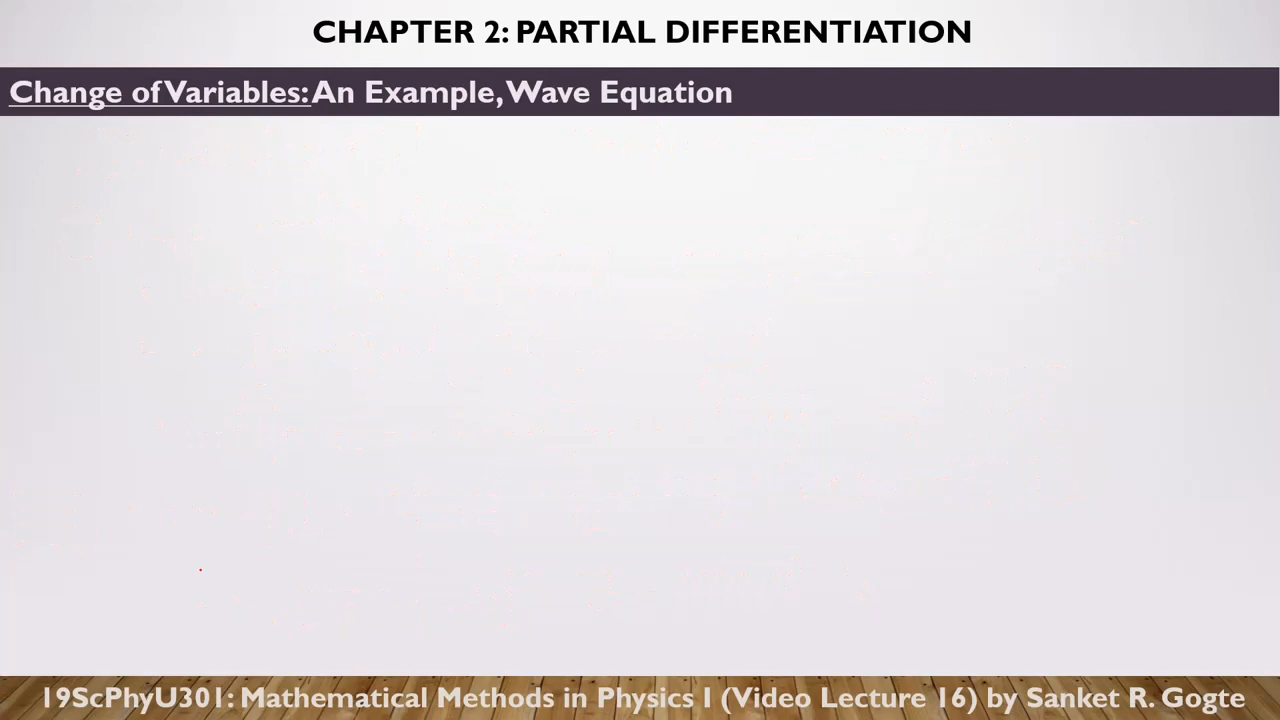 CHAPTER 2: PARTIAL DIFFERENTIATION
Change of Variables: An Example, Wave Equation
19ScPhyU301: Mathematical Methods in Physics I (Video Lecture 16) by Sanket R. Gogte